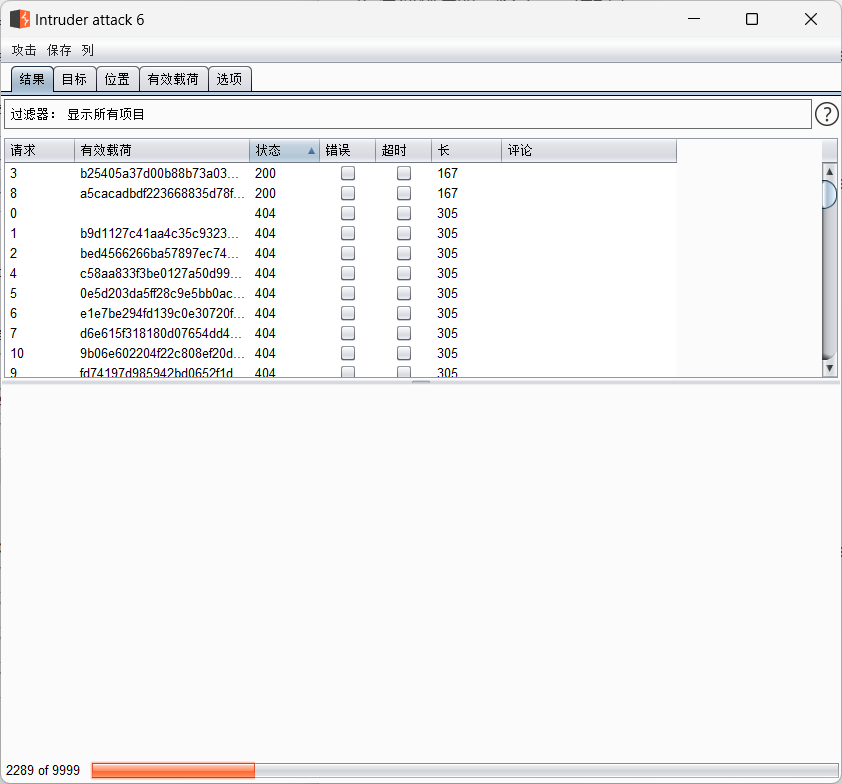 Intruder attack 6
攻击 保存 列
结果 目标 位置 有效载荷 选项
过滤器： 显示所有项目 ?
请求 有效载荷 状态 错误 超时 长 评论
3 b25405a37d00b88b73a03... 200 167
8 a5cacadbdf223668835d78f... 200 167
0 404 305
1 b9d1127c41aa4c35c9323... 404 305
2 bed4566266ba57897ec74... 404 305
4 c58aa833f3be0127a50d99... 404 305
5 0e5d203da5ff28c9e5bb0ac... 404 305
6 e1e7be294fd139c0e30720f... 404 305
7 d6e615f318180d07654dd4... 404 305
10 9b06e602204f22c808ef20d... 404 305
9 fd74197d985942bd0652f1d 404 305
2289 of 9999